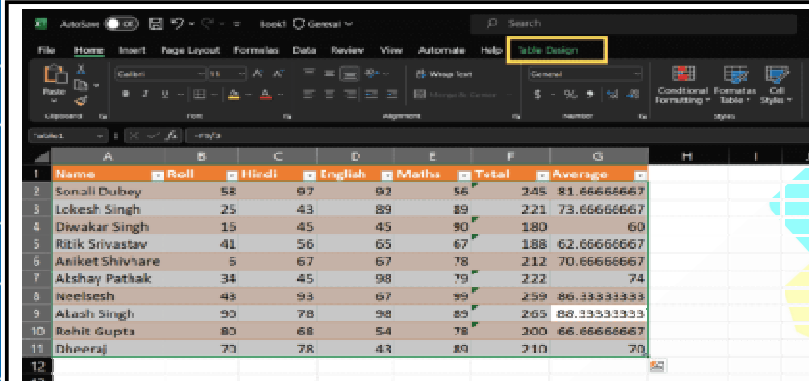 AutoSave Off Book1 General Search
File Home Insert Page Layout Formulas Data Review View Automate Help Table Design
Calibri 11 Wrap Text General
Paste B I U Merge & Center $ % Conditional Formatting Format as Table Cell Styles
Clipboard Font Alignment Number Styles
A B C D E F G H I
1 Name Roll Hindi English Maths Total Average
2 Sonali Dubey 58 97 92 56 245 81.66666667
3 Lokesh Singh 25 43 89 89 221 73.66666667
4 Diwakar Singh 15 45 45 90 180 60
5 Ritik Srivastav 41 56 65 67 188 62.66666667
6 Aniket Shivhare 5 67 67 78 212 70.66666667
7 Akshay Pathak 34 45 98 79 222 74
8 Neelsesh 43 93 67 99 259 86.33333333
9 Akash Singh 90 78 98 89 265 88.33333333
10 Rohit Gupta 80 68 54 78 200 66.66666667
11 Dheeraj 70 78 43 89 210 70
12